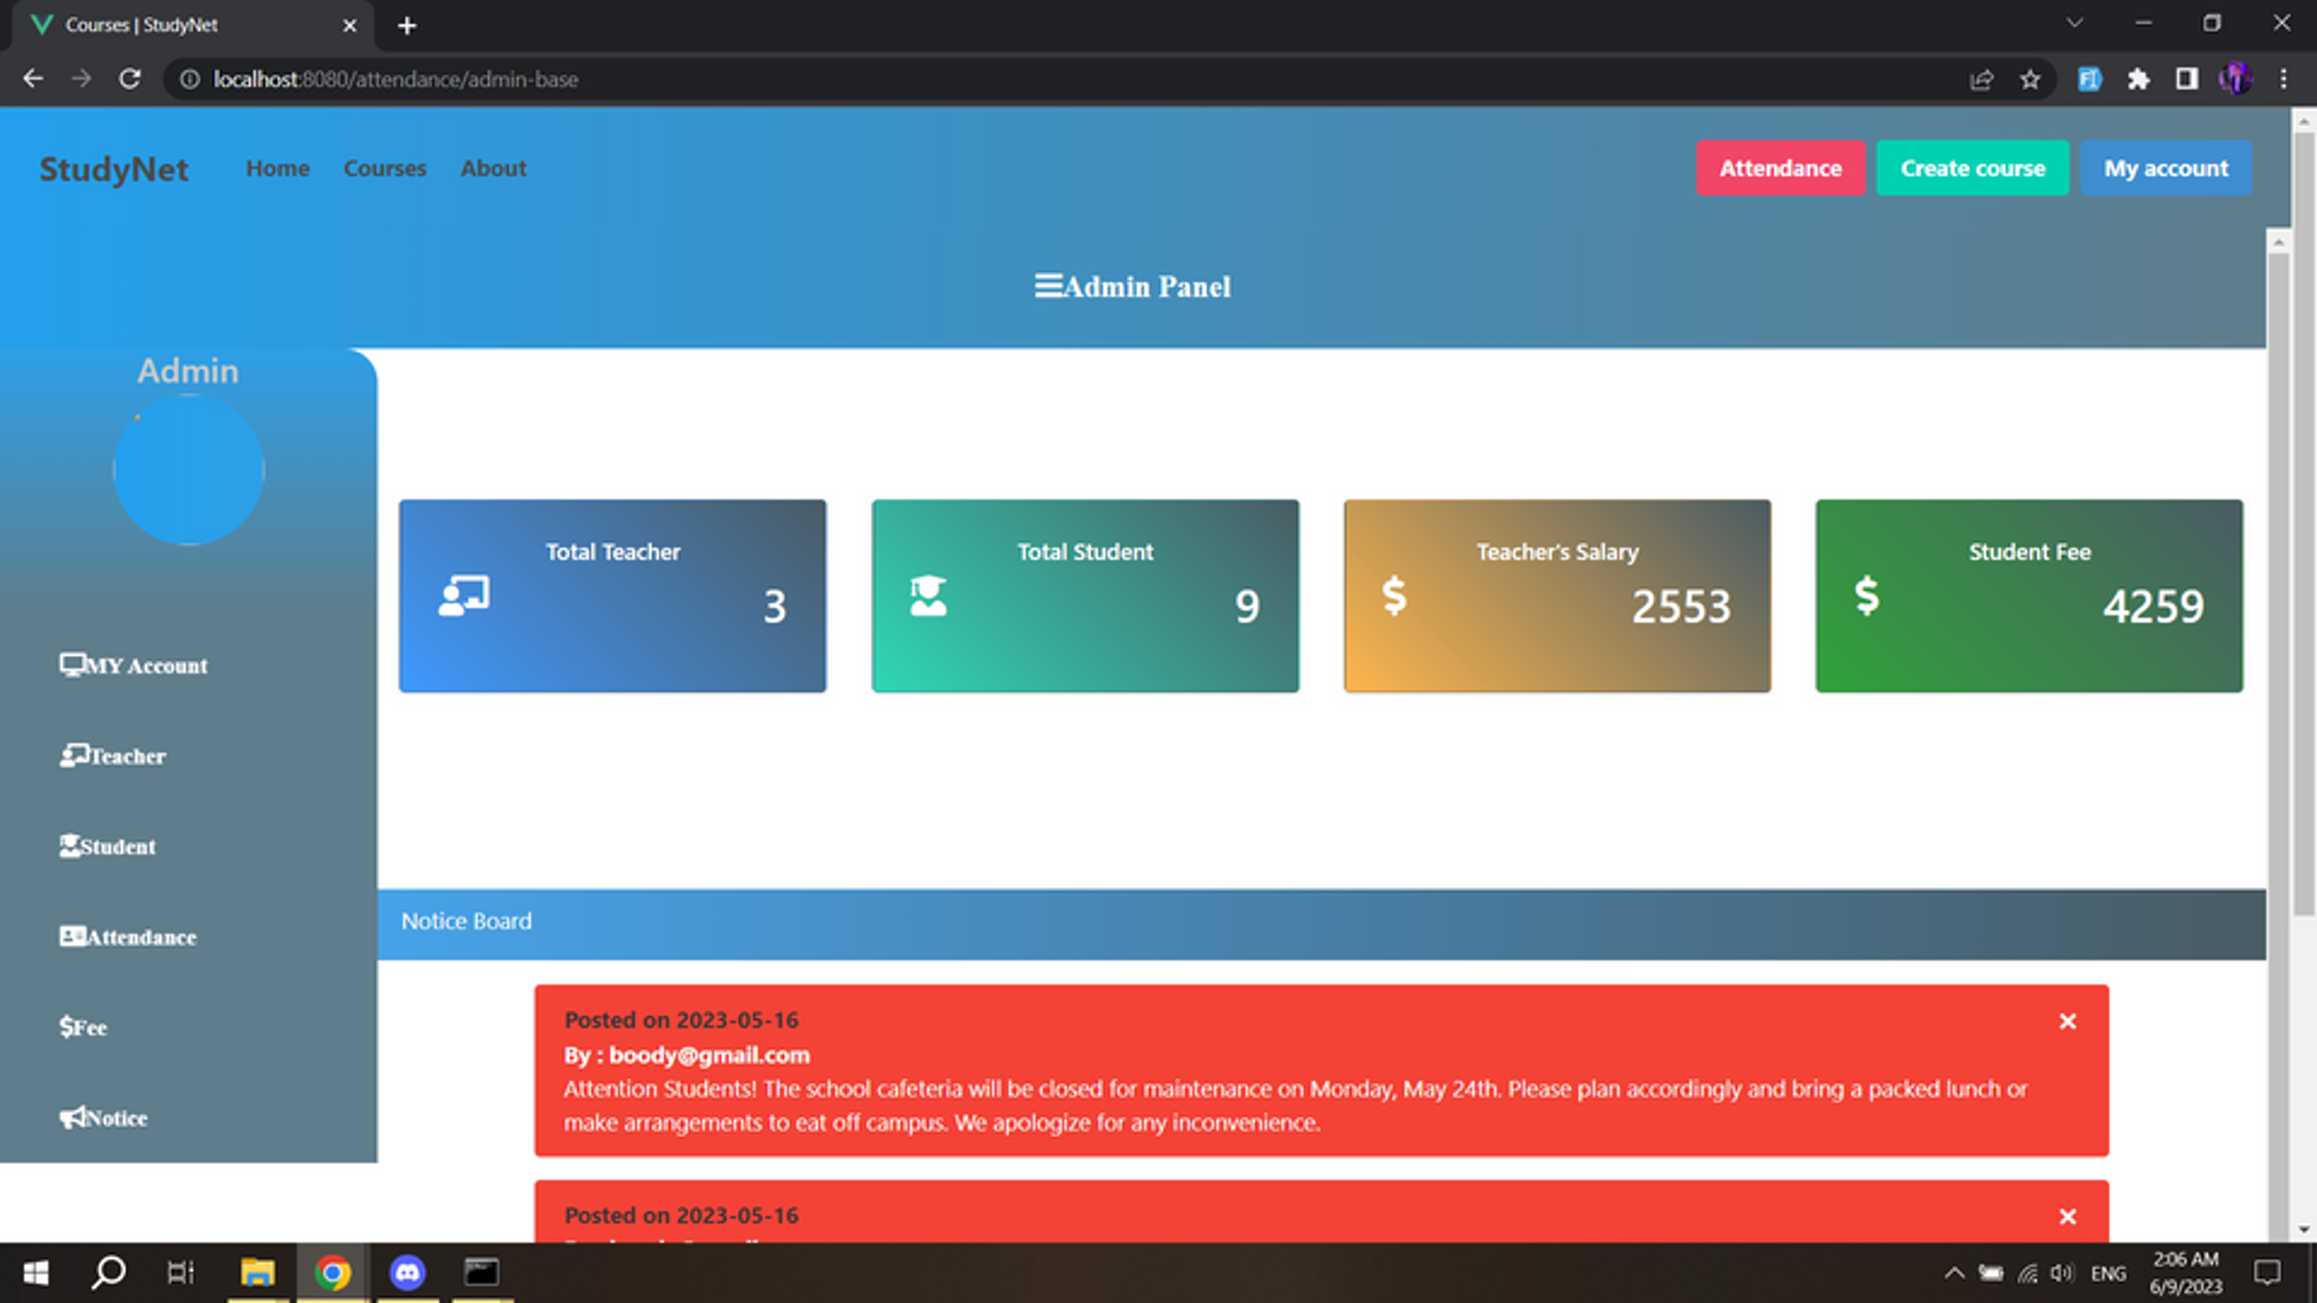 Courses | StudyNet
localhost:8080/attendance/admin-base
StudyNet Home Courses About Attendance Create course My account
Admin Panel
Admin
MY Account
Teacher
Student
Attendance
$Fee
Notice
Total Teacher
3
Total Student
9
Teacher's Salary
$ 2553
Student Fee
$ 4259
Notice Board
Posted on 2023-05-16
By : boody@gmail.com
Attention Students! The school cafeteria will be closed for maintenance on Monday, May 24th. Please plan accordingly and bring a packed lunch or
make arrangements to eat off campus. We apologize for any inconvenience.
Posted on 2023-05-16
ENG
2:06 AM
6/9/2023